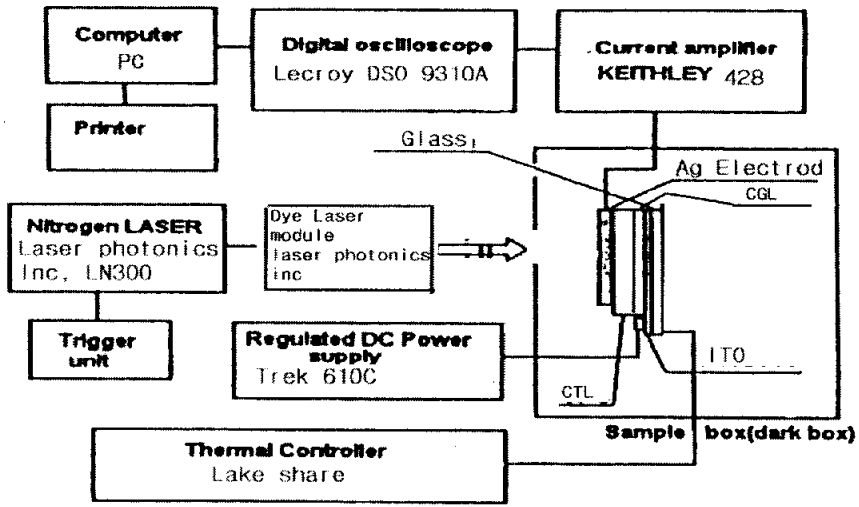 Computer
PC
Digital oscilloscope
Lecroy DSO 9310A
Current amplifier
KEITHLEY 428
Printer
Glass
Ag Electrod
CGL
Nitrogen LASER
Laser photonics
Inc, LN300
Dye Laser
module
laser photonics
inc
Trigger
unit
Regulated DC Power
supply
Trek 610C
ITO
CTL
Sample box(dark box)
Thermal Controller
Lake share